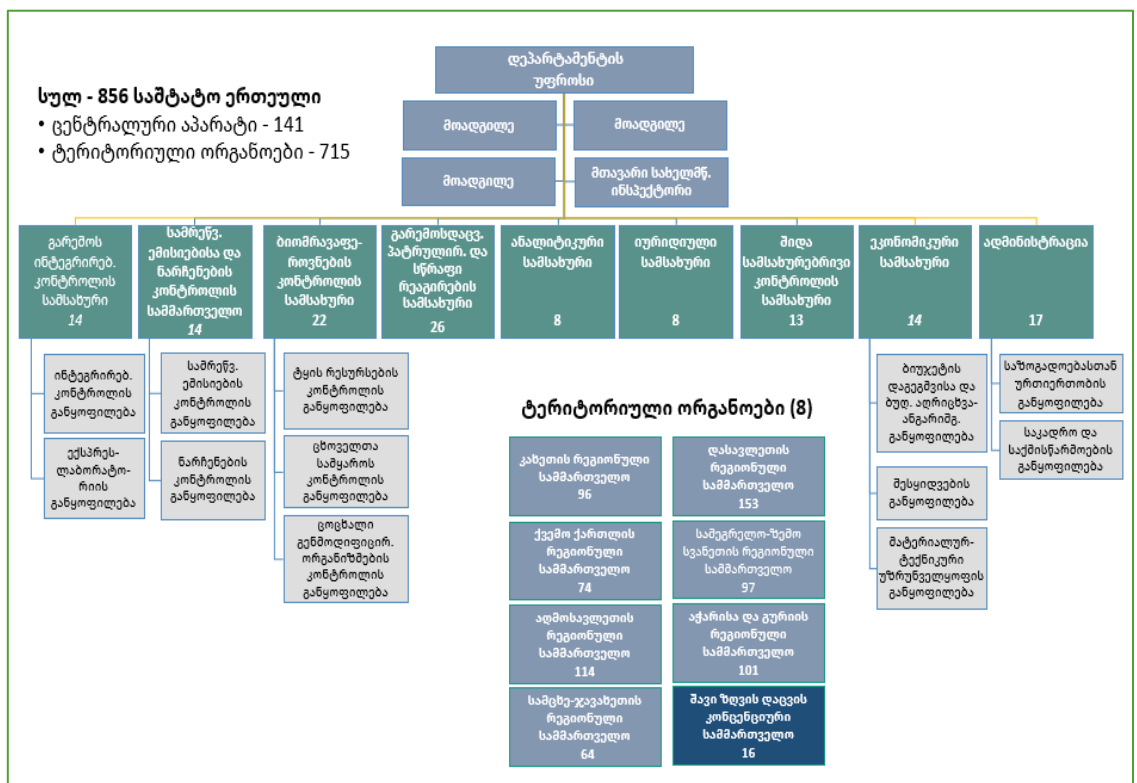 დეპარტამენტის
უფროსი
სულ - 856 საშტატო ერთეული
• ცენტრალური აპარატი - 141
• ტერიტორიული ორგანოები - 715
მოადგილე
მოადგილე
მოადგილე
მთავარი სახელმწ.
ინსპექტორი
გარემოს
ინტეგრირებ.
კონტროლის
სამსახური
14
სამრეწვ.
ემისიებისა და
ნარჩენების
კონტროლის
სამმართველო
14
ბიომრავაფე-
როვნების
კონტროლის
სამსახური
22
გარემოსდაცვ.
პატრულირ. და
სწრაფი
რეაგირების
სამსახური
26
ანალიტიკური
სამსახური
8
იურიდიული
სამსახური
8
შიდა
სამსახურებრივი
კონტროლის
სამსახური
13
ეკონომიკური
სამსახური
14
ადმინისტრაცია
17
ინტეგრირებ.
კონტროლის
განყოფილება
ექსპრეს-
ლაბორატო-
რიის
განყოფილება
სამრეწვ.
ემისიების
კონტროლის
განყოფილება
ნარჩენების
კონტროლის
განყოფილება
ტყის რესურსების
კონტროლის
განყოფილება
ცხოველთა
სამყაროს
კონტროლის
განყოფილება
ცოცხალი
გენმოდიფიცირ.
ორგანიზმების
კონტროლის
განყოფილება
ბიუჯეტის
დაგეგმვისა და
ბუღ. აღრიცხვა-
ანგარიშგ.
განყოფილება
შესყიდვების
განყოფილება
მატერიალურ-
ტექნიკური
უზრუნველყოფის
განყოფილება
საზოგადოებასთან
ურთიერთობის
განყოფილება
საკადრო და
საქმისწარმოების
განყოფილება
ტერიტორიული ორგანოები (8)
კახეთის რეგიონული
სამმართველო
96
დასავლეთის
რეგიონული
სამმართველო
153
ქვემო ქართლის
რეგიონული
სამმართველო
74
სამეგრელო-ზემო
სვანეთის რეგიონული
სამმართველო
97
აღმოსავლეთის
რეგიონული
სამმართველო
114
აჭარისა და გურიის
რეგიონული
სამმართველო
101
სამცხე-ჯავახეთის
რეგიონული
სამმართველო
64
შავი ზღვის დაცვის
კონცენციური
სამმართველო
16